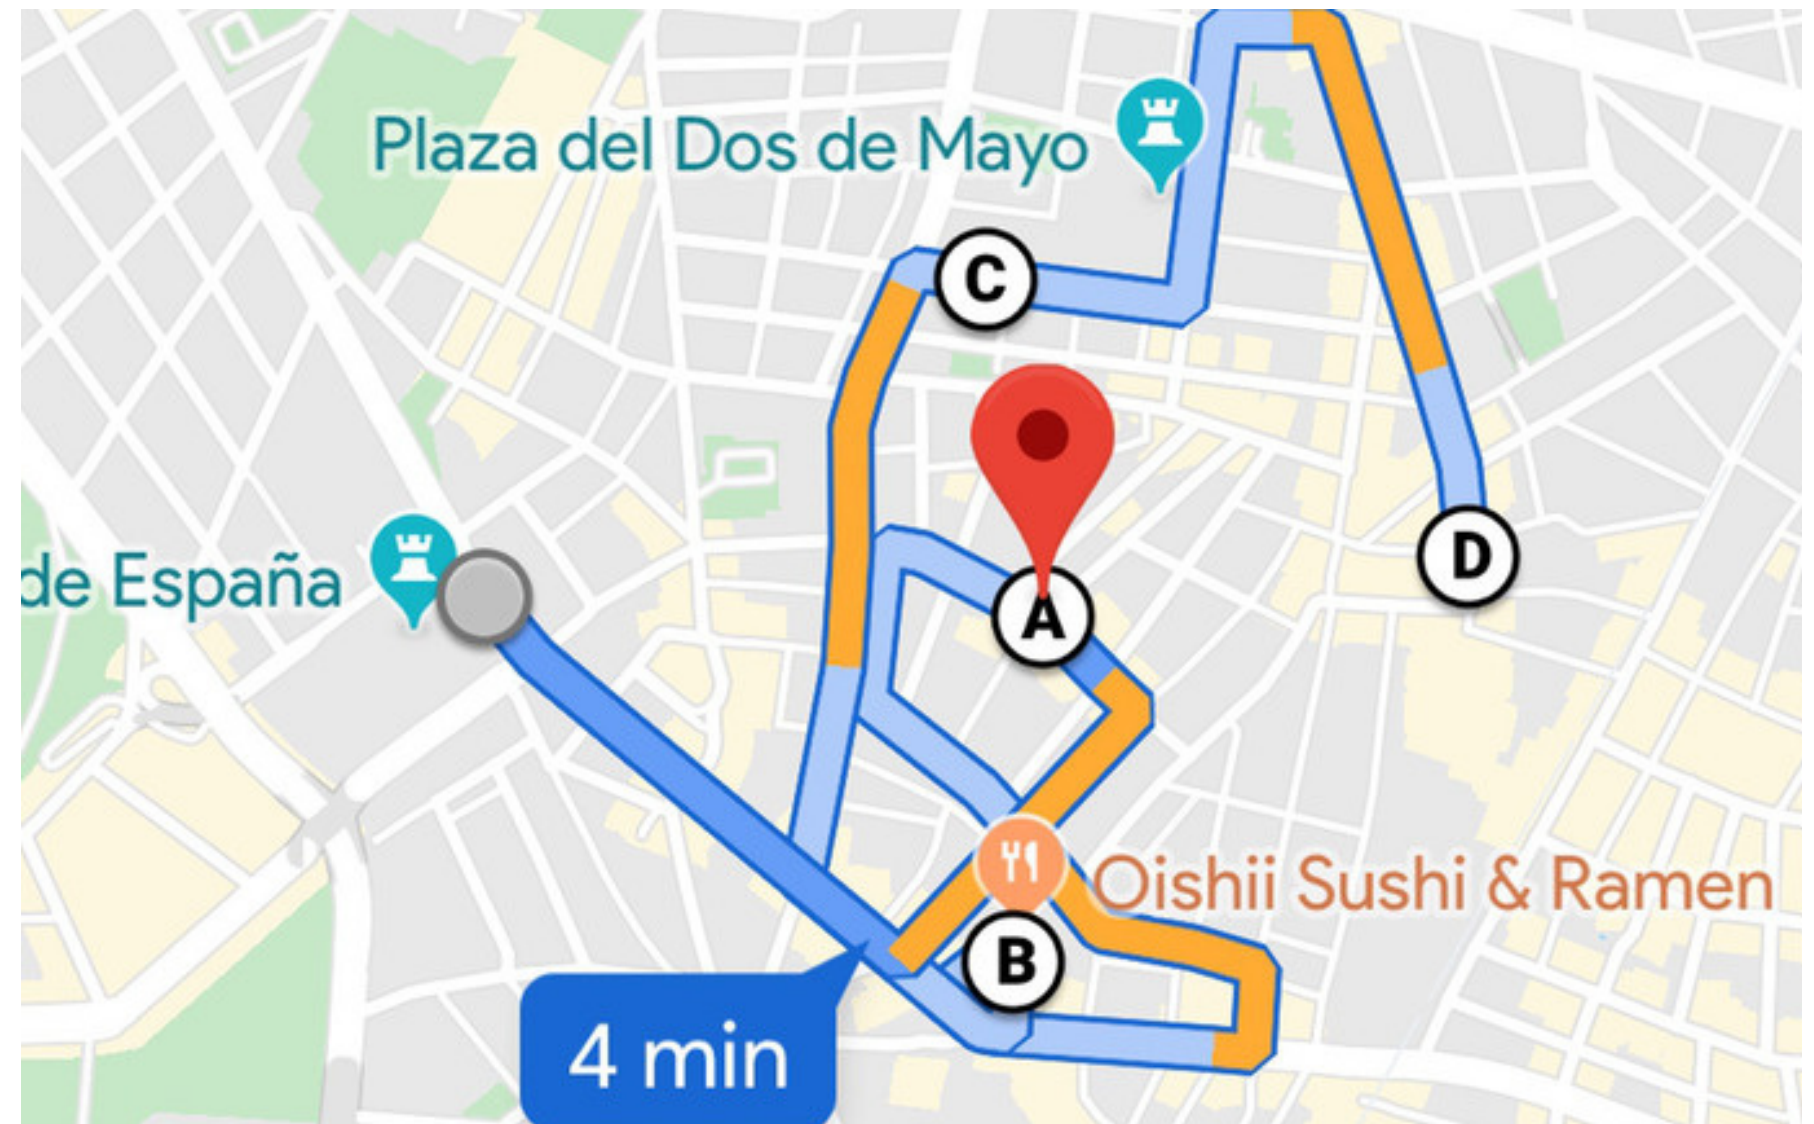 Plaza del Dos de Mayo
C
A
D
de España
Oishii Sushi & Ramen
B
4 min